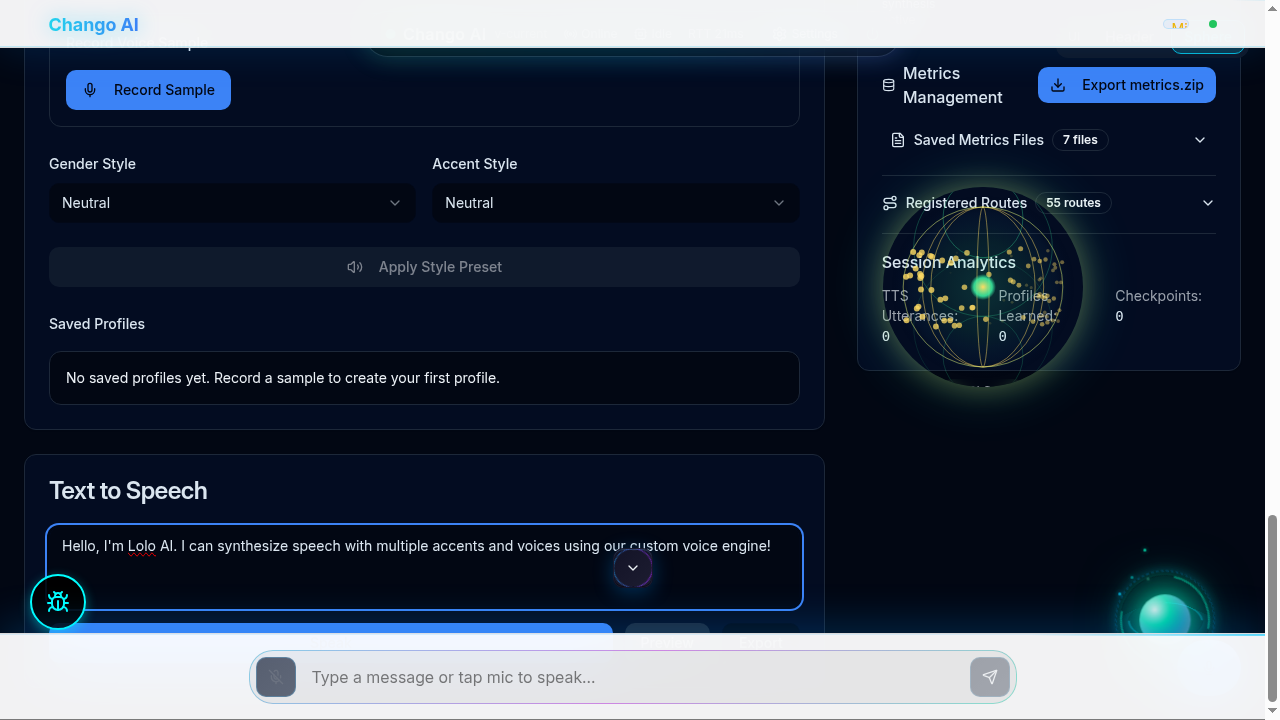 Chango AI
Record Sample
Gender Style
Accent Style
Neutral
Neutral
Apply Style Preset
Saved Profiles
No saved profiles yet. Record a sample to create your first profile.
Text to Speech
Hello, I'm Lolo AI. I can synthesize speech with multiple accents and voices using our custom voice engine!
Metrics
Management
Export metrics.zip
Saved Metrics Files
7 files
Registered Routes
55 routes
Session Analytics
TTS
Utterances:
0
Profiles
Learned:
0
Checkpoints:
0
Type a message or tap mic to speak...